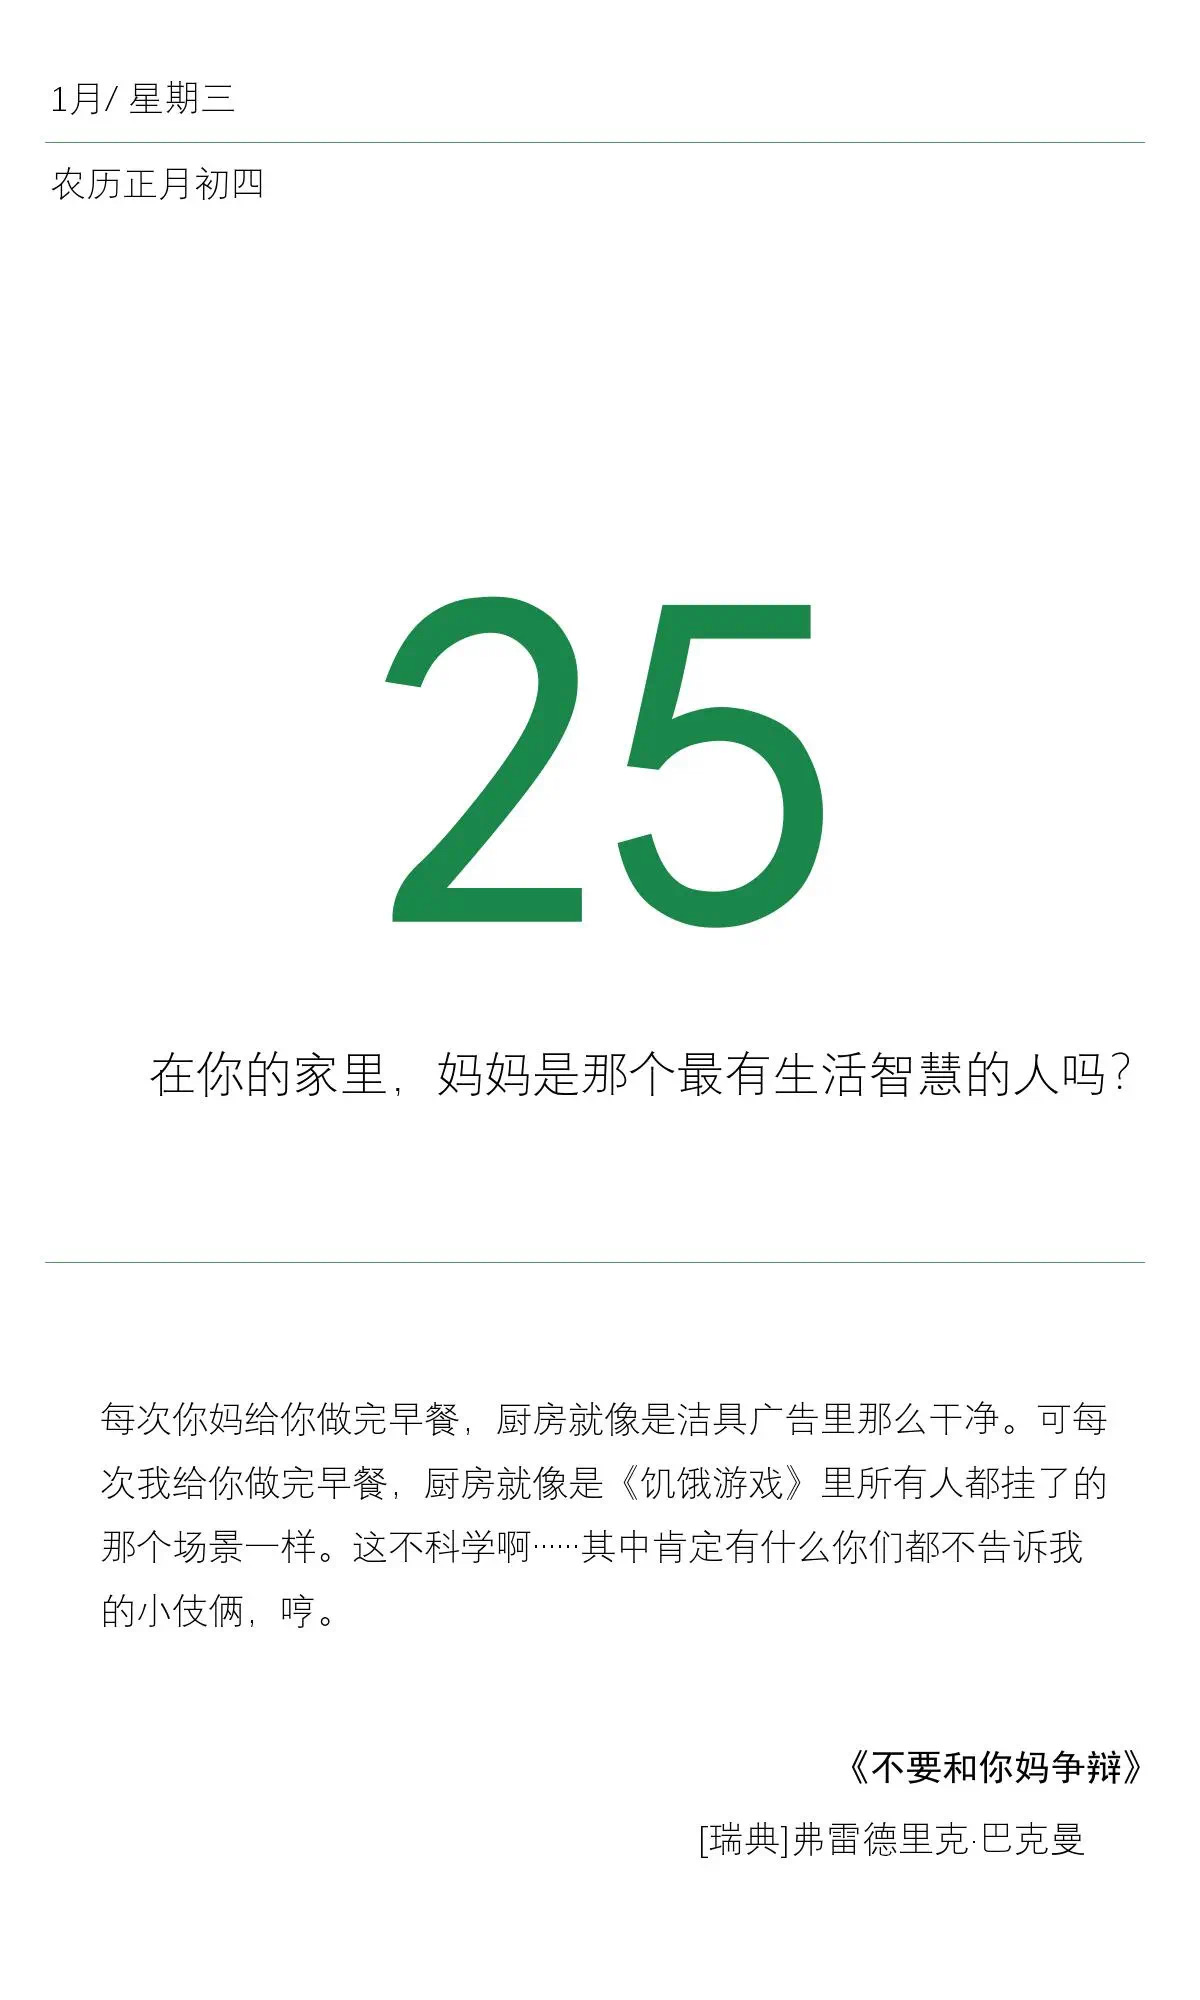 1月/ 星期三
农历正月初四
25
在你的家里，妈妈是那个最有生活智慧的人吗？
每次你妈给你做完早餐，厨房就像是洁具广告里那么干净。可每
次我给你做完早餐，厨房就像是《饥饿游戏》里所有人都挂了的
那个场景一样。这不科学啊……其中肯定有什么你们都不告诉我
的小伎俩，哼。
《不要和你妈争辩》
[瑞典]弗雷德里克·巴克曼